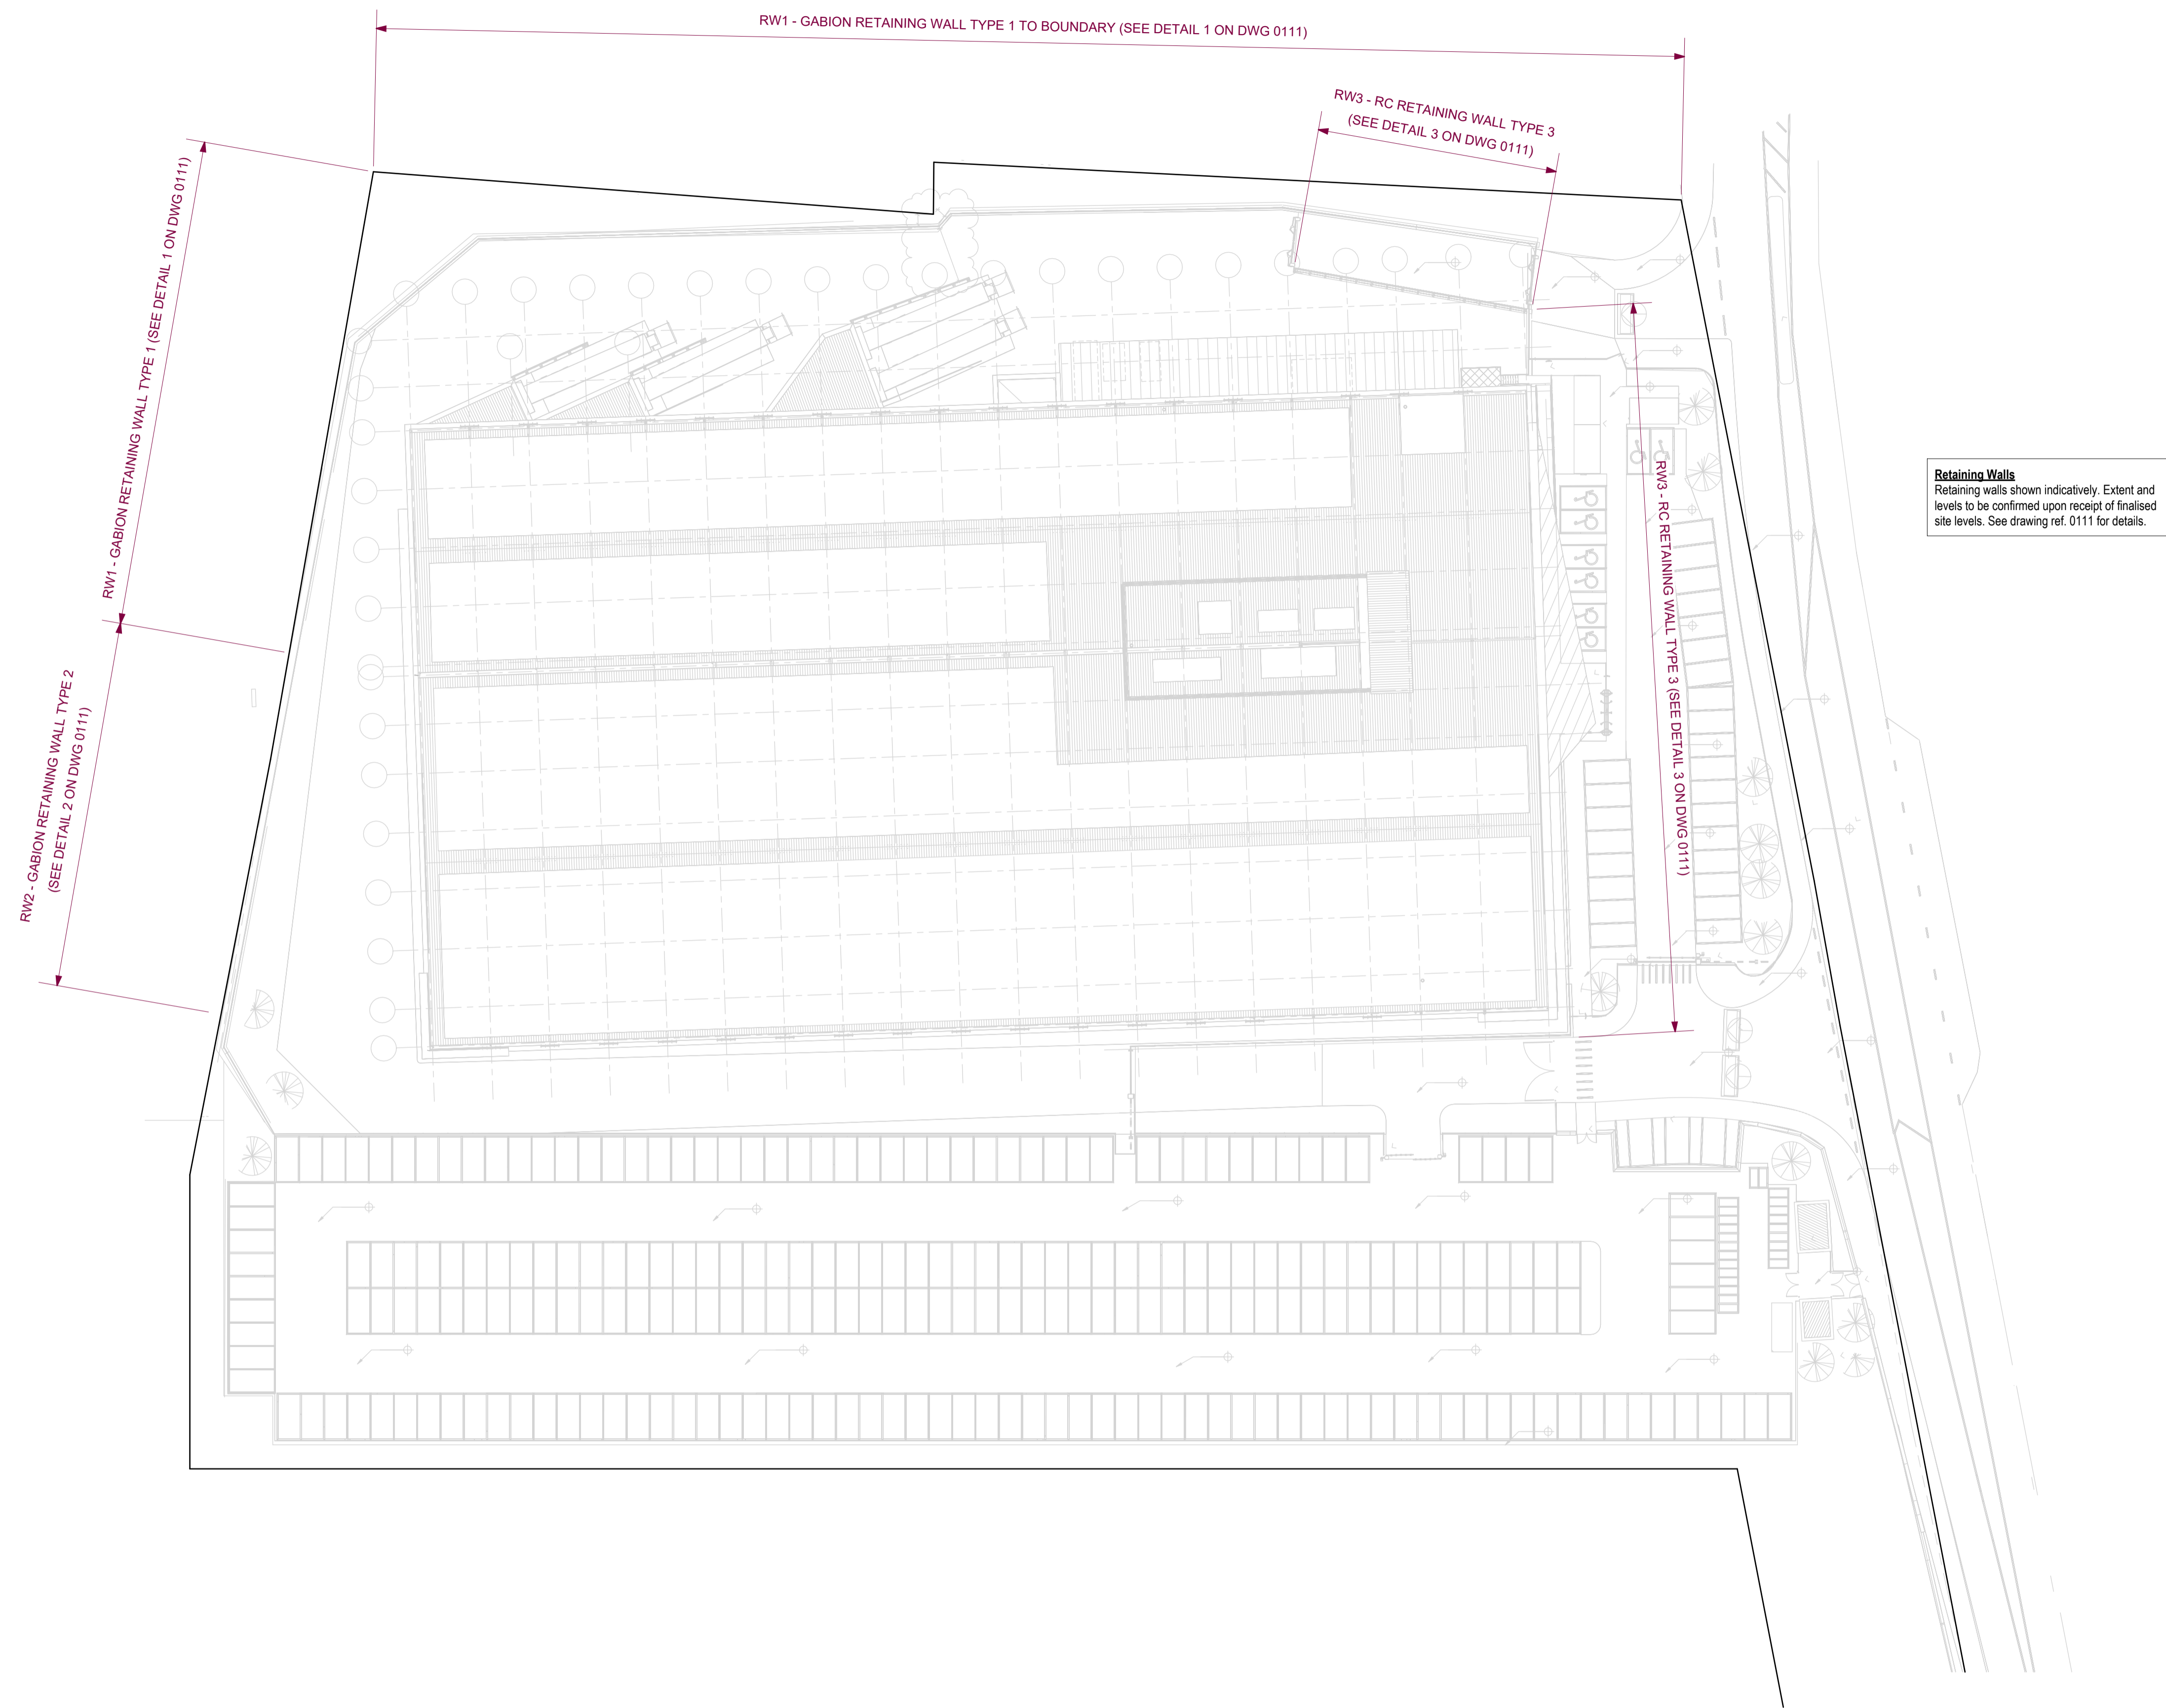 RW1 - GABION RETAINING WALL TYPE 1 TO BOUNDARY (SEE DETAIL 1 ON DWG 0111)
RW3 - RC RETAINING WALL TYPE 3
(SEE DETAIL 3 ON DWG 0111)
RW1 - GABION RETAINING WALL TYPE 1 (SEE DETAIL 1 ON DWG 0111)
RW2 - GABION RETAINING WALL TYPE 2
(SEE DETAIL 2 ON DWG 0111)
RW3 - RC RETAINING WALL TYPE 3 (SEE DETAIL 3 ON DWG 0111)
Retaining Walls
Retaining walls shown indicatively. Extent and
levels to be confirmed upon receipt of finalised
site levels. See drawing ref. 0111 for details.